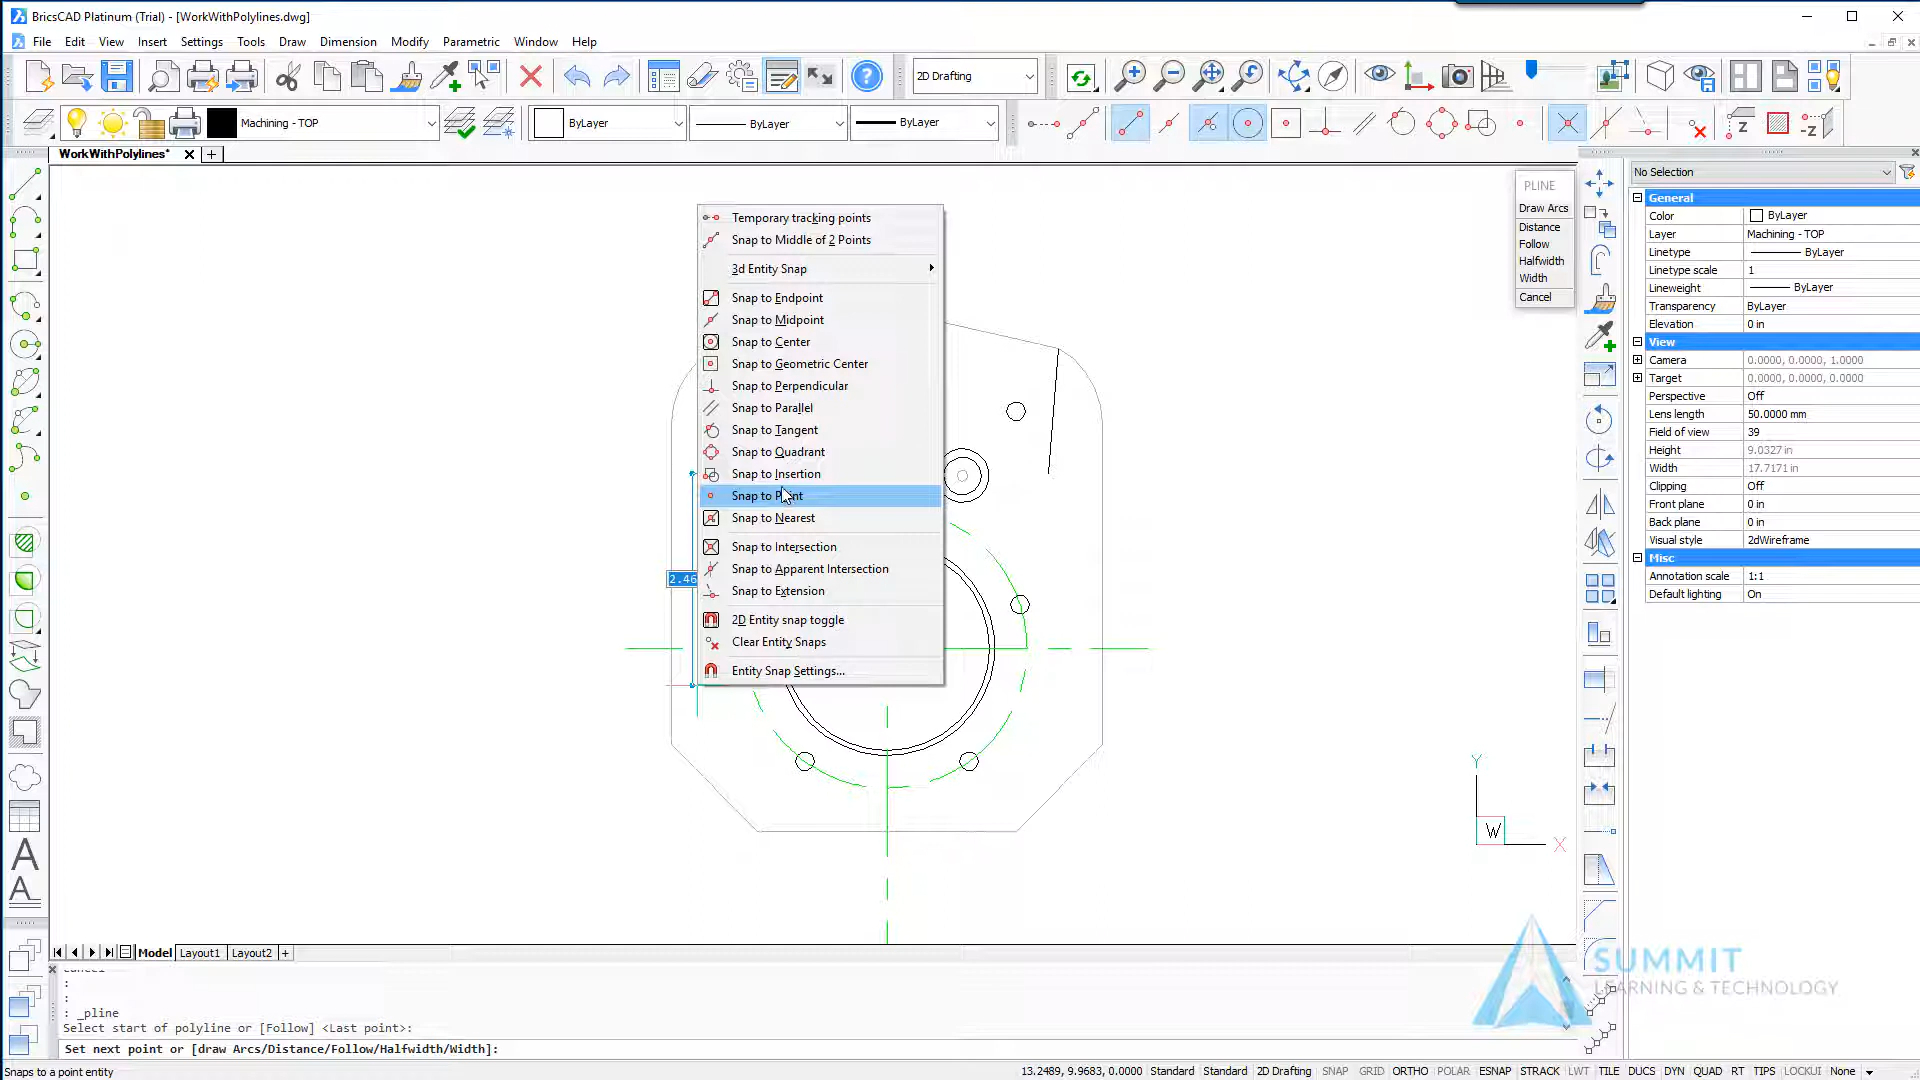 BricsCAD Platinum (Trial) - [WorkWithPolylines.dwg]
File Edit View Insert Settings Tools Draw Dimension Modify Parametric Window Help
2D Drafting
Machining - TOP ByLayer ByLayer ByLayer
WorkWithPolylines*
Temporary tracking points
Snap to Middle of 2 Points
3d Entity Snap
Snap to Endpoint
Snap to Midpoint
Snap to Center
Snap to Geometric Center
Snap to Perpendicular
Snap to Parallel
Snap to Tangent
Snap to Quadrant
Snap to Insertion
Snap to Point
Snap to Nearest
Snap to Intersection
Snap to Apparent Intersection
Snap to Extension
2D Entity snap toggle
Clear Entity Snaps
Entity Snap Settings...
2.46
PLINE
Draw Arcs
Distance
Follow
Halfwidth
Width
Cancel
No Selection
General
Color ByLayer
Layer Machining - TOP
Linetype ByLayer
Linetype scale 1
Lineweight ByLayer
Transparency ByLayer
Elevation 0 in
View
Camera 0.0000, 0.0000, 1.0000
Target 0.0000, 0.0000, 0.0000
Perspective Off
Lens length 50.0000 mm
Field of view 39
Height 9.0327 in
Width 17.7171 in
Clipping Off
Front plane 0 in
Back plane 0 in
Visual style 2dWireframe
Misc
Annotation scale 1:1
Default lighting On
Y
W
X
Model Layout1 Layout2 +
:
:
: _pline
Select start of polyline or [Follow] <Last point>:
Set next point or [draw Arcs/Distance/Follow/Halfwidth/Width]:
SUMMIT
LEARNING & TECHNOLOGY
Snaps to a point entity
13.2489, 9.9683, 0.0000 Standard Standard 2D Drafting SNAP GRID ORTHO POLAR ESNAP STRACK LWT TILE DUCS DYN QUAD RT TIPS LOCKUI None